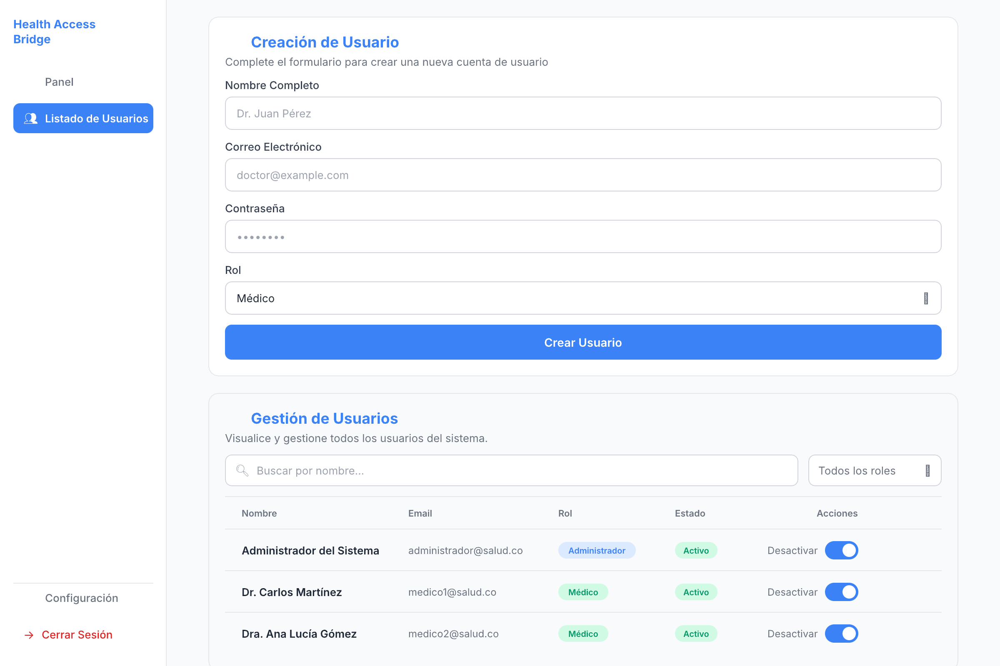 Health Access
Bridge
Panel
Listado de Usuarios
Configuración
Cerrar Sesión
Creación de Usuario
Complete el formulario para crear una nueva cuenta de usuario
Nombre Completo
Dr. Juan Pérez
Correo Electrónico
doctor@example.com
Contraseña
••••••••
Rol
Médico
Crear Usuario
Gestión de Usuarios
Visualice y gestione todos los usuarios del sistema.
Buscar por nombre...
Todos los roles
Nombre Email Rol Estado Acciones
Administrador del Sistema administrador@salud.co Administrador Activo Desactivar
Dr. Carlos Martínez medico1@salud.co Médico Activo Desactivar
Dra. Ana Lucía Gómez medico2@salud.co Médico Activo Desactivar